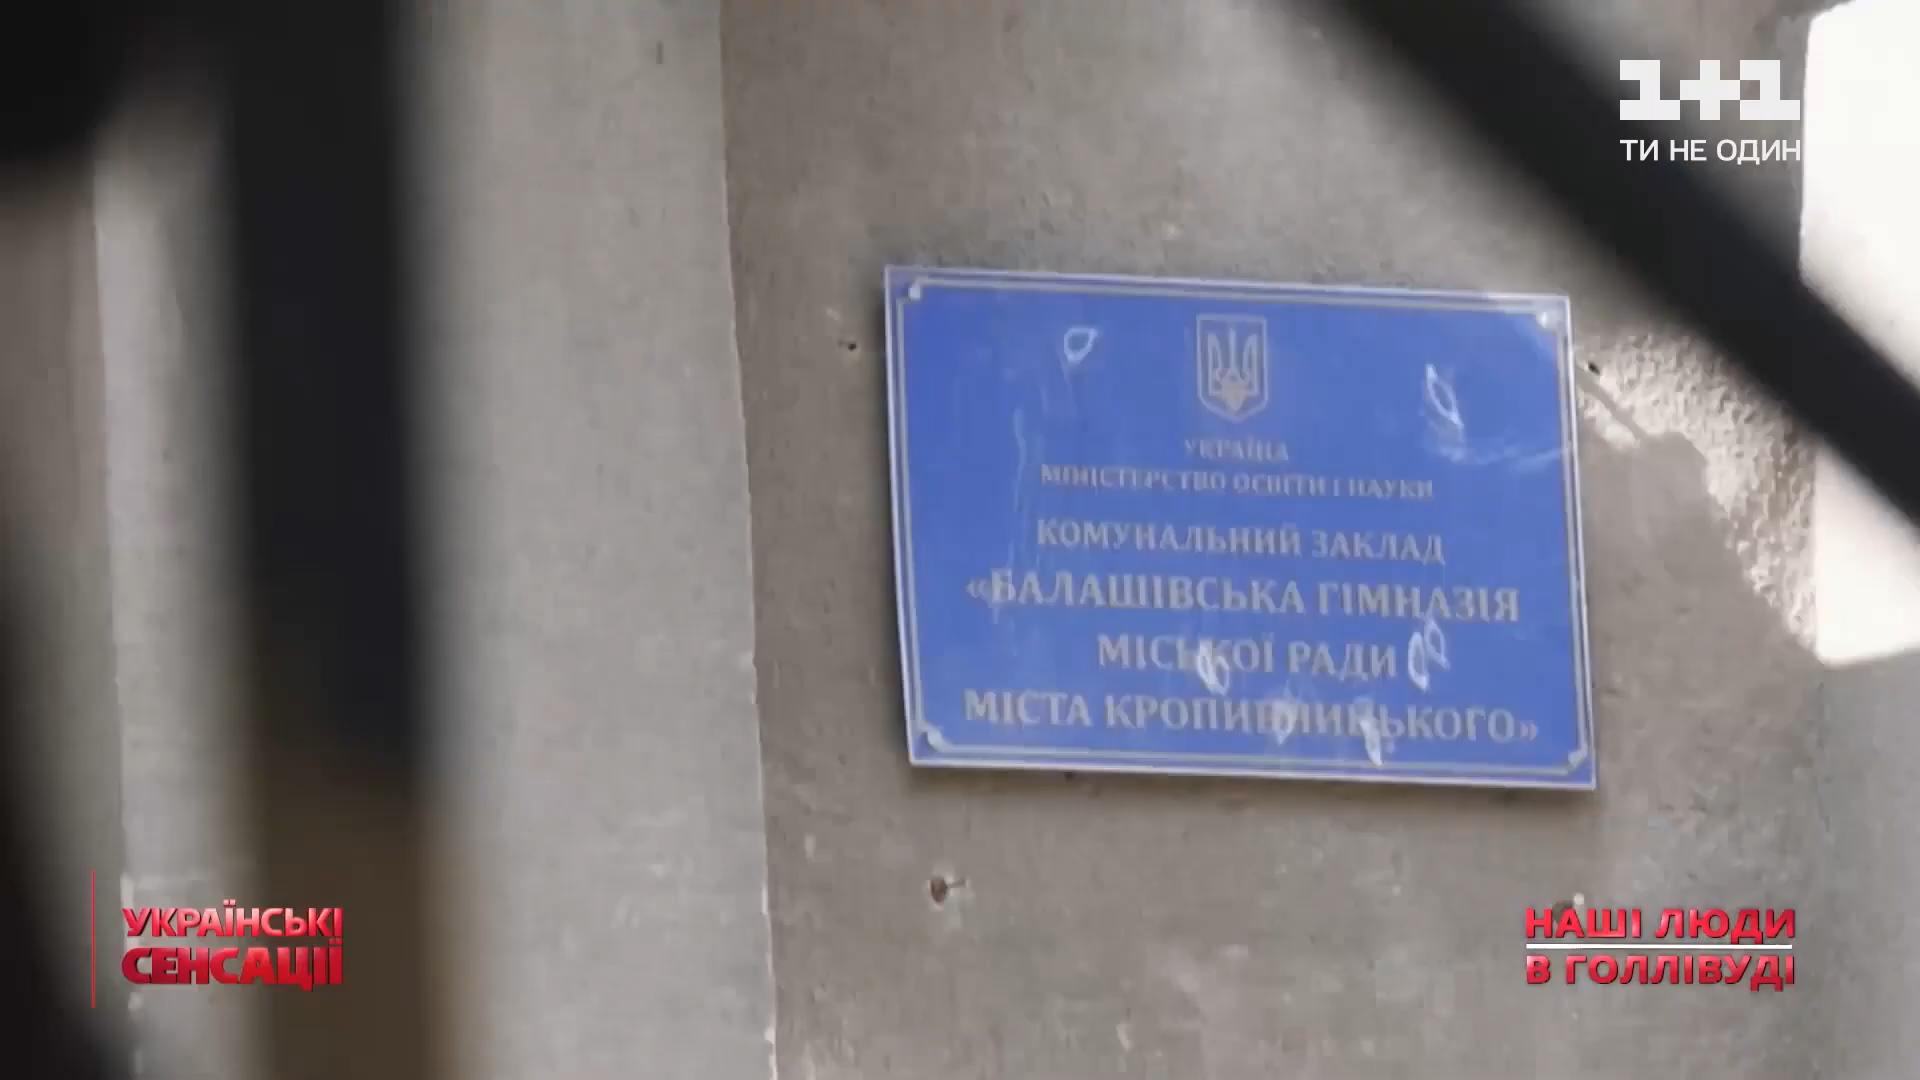 1+1
ТИ НЕ ОДИН
УКРАЇНА
МІНІСТЕРСТВО ОСВІТИ І НАУКИ
КОМУНАЛЬНИЙ ЗАКЛАД
«БАЛАШІВСЬКА ГІМНАЗІЯ
МІСЬКОЇ РАДИ
МІСТА КРОПИВНИЦЬКОГО»
УКРАЇНСЬКІ
СЕНСАЦІЇ
НАШІ ЛЮДИ
В ГОЛЛІВУДІ